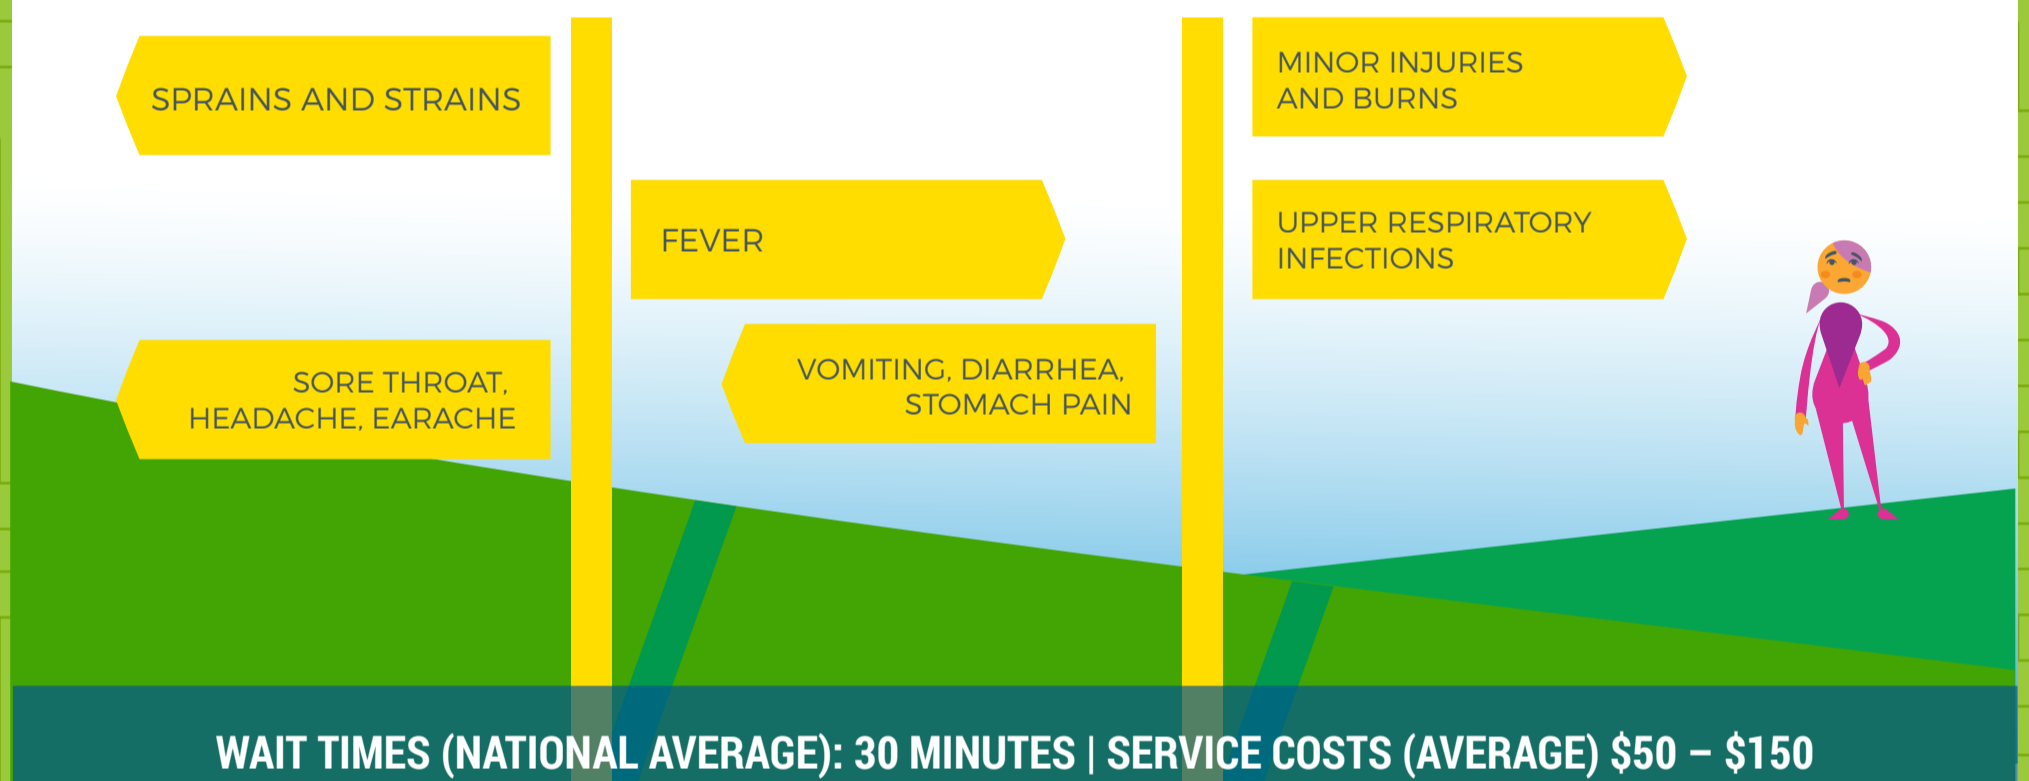 SPRAINS AND STRAINS
MINOR INJURIES
AND BURNS
FEVER
UPPER RESPIRATORY
INFECTIONS
SORE THROAT,
HEADACHE, EARACHE
VOMITING, DIARRHEA,
STOMACH PAIN
WAIT TIMES (NATIONAL AVERAGE): 30 MINUTES | SERVICE COSTS (AVERAGE) $50 – $150